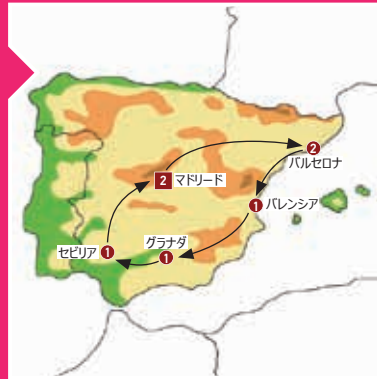 2 マドリード
2
バルセロナ
1 バレンシア
グラナダ
1
セビリア 1